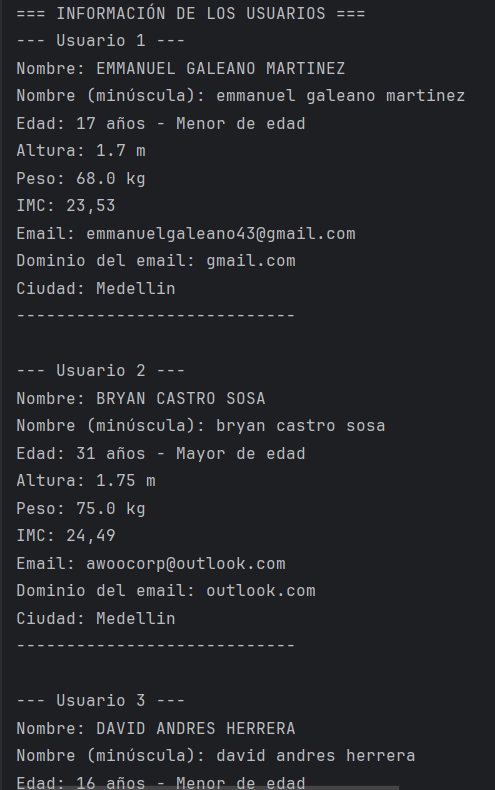 === INFORMACIÓN DE LOS USUARIOS ===
--- Usuario 1 ---
Nombre: EMMANUEL GALEANO MARTINEZ
Nombre (minúscula): emmanuel galeano martinez
Edad: 17 años - Menor de edad
Altura: 1.7 m
Peso: 68.0 kg
IMC: 23,53
Email: emmanuelgaleano43@gmail.com
Dominio del email: gmail.com
Ciudad: Medellin
----------------------------
--- Usuario 2 ---
Nombre: BRYAN CASTRO SOSA
Nombre (minúscula): bryan castro sosa
Edad: 31 años - Mayor de edad
Altura: 1.75 m
Peso: 75.0 kg
IMC: 24,49
Email: awoocorp@outlook.com
Dominio del email: outlook.com
Ciudad: Medellin
----------------------------
--- Usuario 3 ---
Nombre: DAVID ANDRES HERRERA
Nombre (minúscula): david andres herrera
Edad: 16 años - Menor de edad